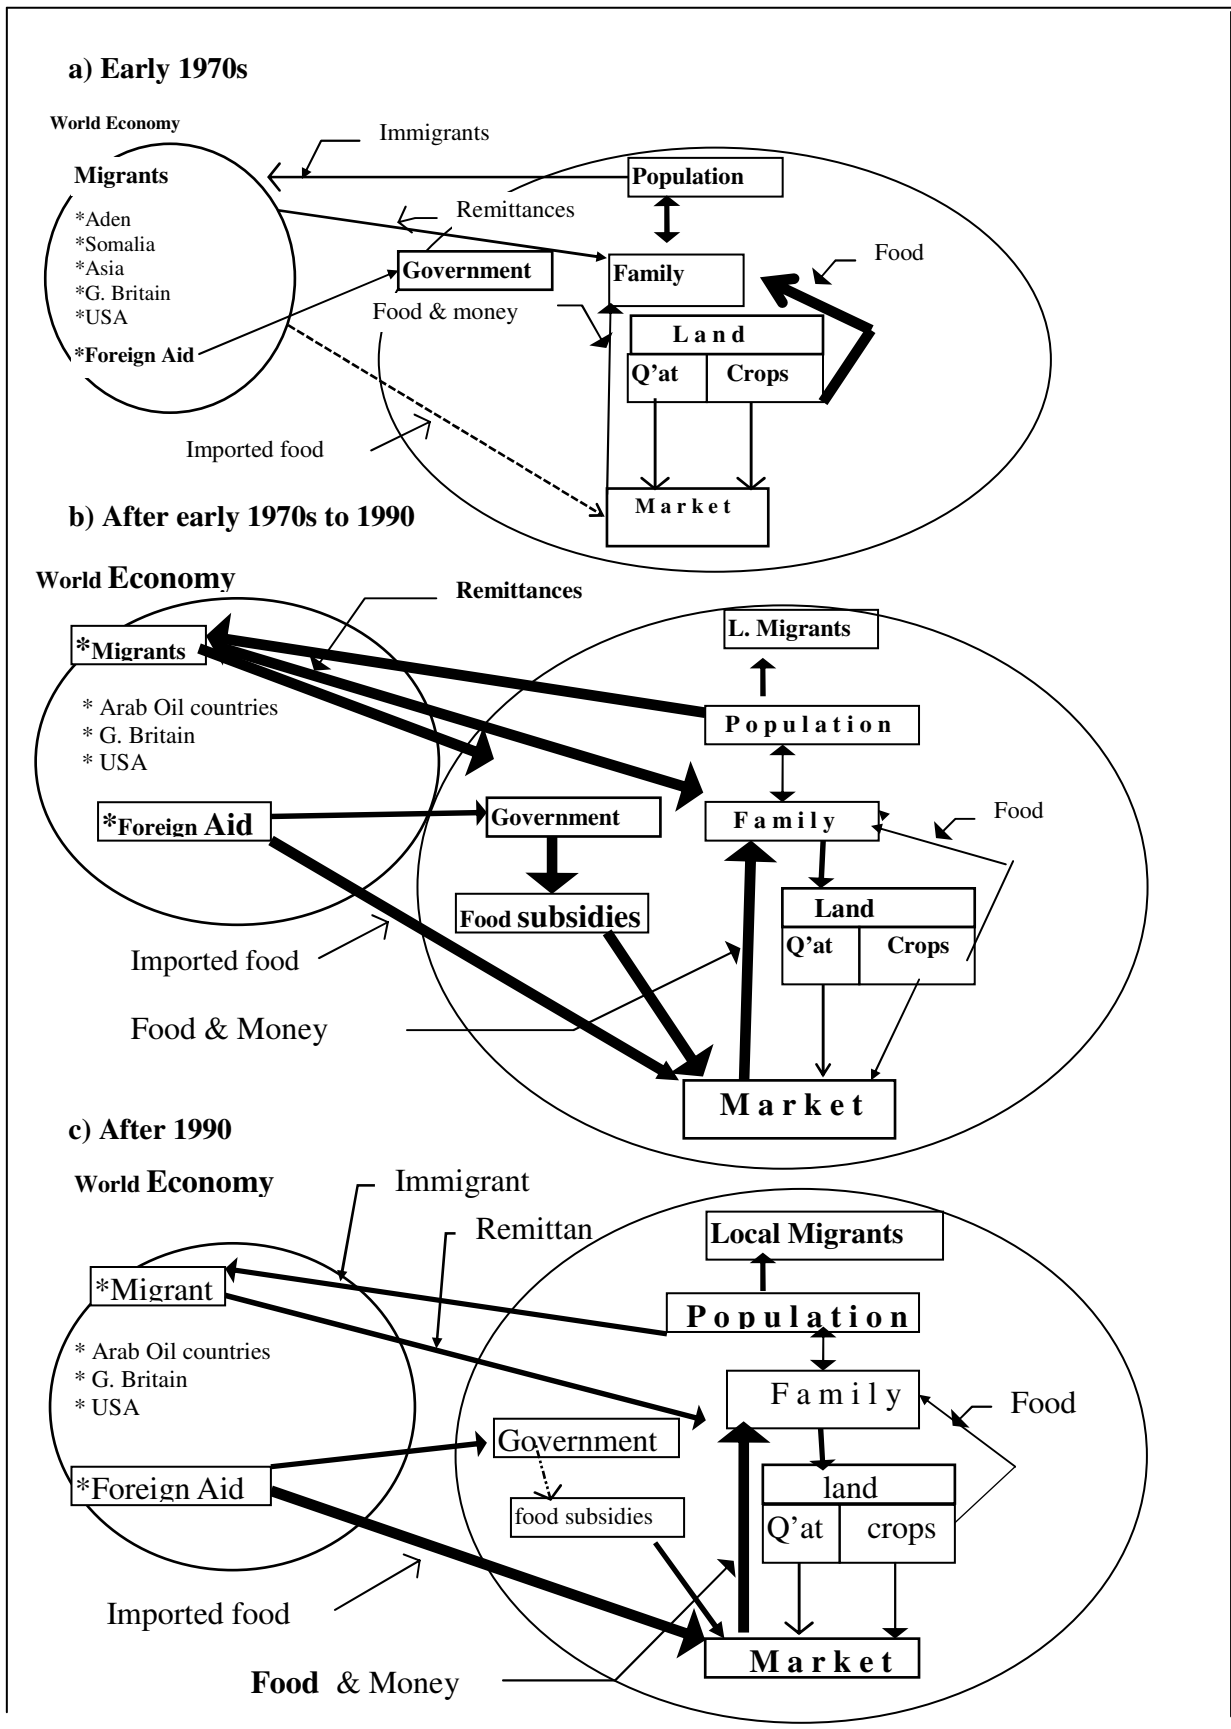 a) Early 1970s
World Economy
Immigrants
Migrants
Population
*Aden
Remittances
*Somalia
*Asia
Government
Family
Food
*G. Britain
*USA
Food & money
L a n d
*Foreign Aid
Q’at
Crops
Imported food
M a r k e t
b) After early 1970s to 1990
World Economy
Remittances
L. Migrants
*Migrants
* Arab Oil countries
P o p u l a t i o n
* G. Britain
* USA
*Foreign Aid
Government
F a m i l y
Food
Food subsidies
Land
Q’at
Crops
Imported food
Food & Money
M a r k e t
c) After 1990
World Economy
Immigrant
Remittan
Local Migrants
*Migrant
P o p u l a t i o n
* Arab Oil countries
* G. Britain
* USA
F a m i l y
Food
Government
*Foreign Aid
land
food subsidies
Q’at
crops
Imported food
M a r k e t
Food & Money